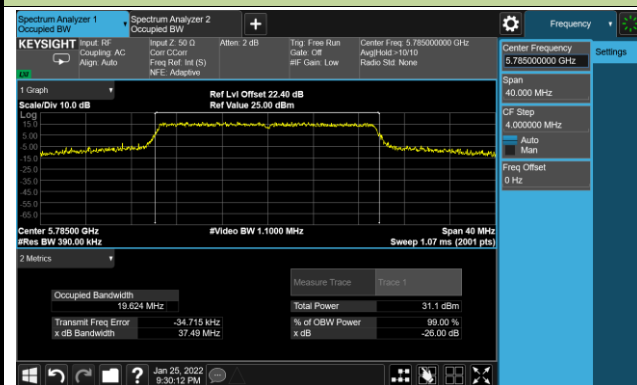 Spectrum Analyzer 1
Occupied BW
Spectrum Analyzer 2
Occupied BW
+
Frequency
KEYSIGHT
Input: RF
Coupling: AC
Align: Auto
Input Z: 50 Ω
Corr CCorr
Freq Ref: Int (S)
NFE: Adaptive
Atten: 2 dB
Trig: Free Run
Gate: Off
#IF Gain: Low
Center Freq: 5.785000000 GHz
Avg|Hold:>10/10
Radio Std: None
Center Frequency
5.785000000 GHz
Settings
Span
40.000 MHz
CF Step
4.000000 MHz
Auto
Man
Freq Offset
0 Hz
1 Graph
Scale/Div 10.0 dB
Ref Lvl Offset 22.40 dB
Ref Value 25.00 dBm
Log
15.0
5.00
-5.00
-15.0
-25.0
-35.0
-45.0
-55.0
-65.0
Center 5.78500 GHz
#Res BW 390.00 kHz
#Video BW 1.1000 MHz
Span 40 MHz
Sweep 1.07 ms (2001 pts)
2 Metrics
Measure Trace
Trace 1
Occupied Bandwidth
19.624 MHz
Total Power
31.1 dBm
Transmit Freq Error
-34.715 kHz
% of OBW Power
99.00 %
x dB Bandwidth
37.49 MHz
x dB
-26.00 dB
?
Jan 25, 2022
9:30:12 PM